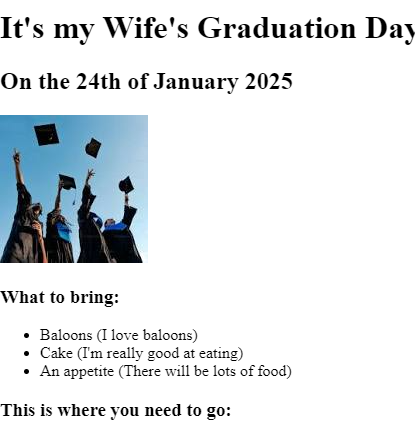 It's my Wife's Graduation Day
On the 24th of January 2025
What to bring:
Baloons (I love baloons)
Cake (I'm really good at eating)
An appetite (There will be lots of food)
This is where you need to go: